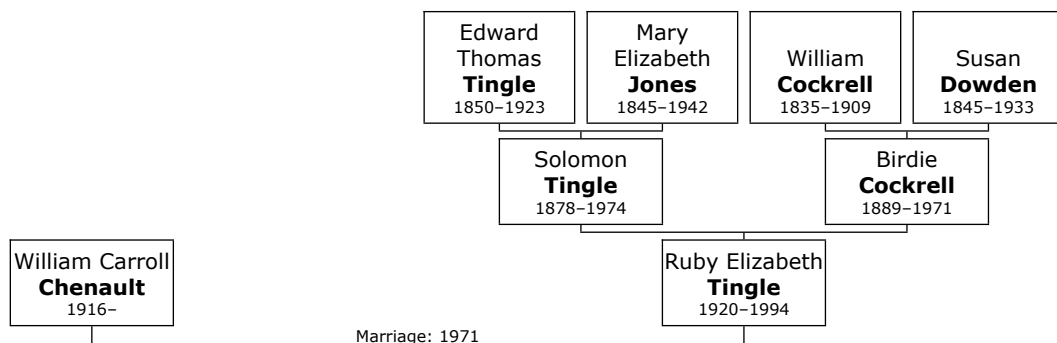 Edward
Thomas
Tingle
1850–1923
Mary
Elizabeth
Jones
1845–1942
William
Cockrell
1835–1909
Susan
Dowden
1845–1933
Solomon
Tingle
1878–1974
Birdie
Cockrell
1889–1971
William Carroll
Chenault
1916–
Ruby Elizabeth
Tingle
1920–1994
Marriage: 1971